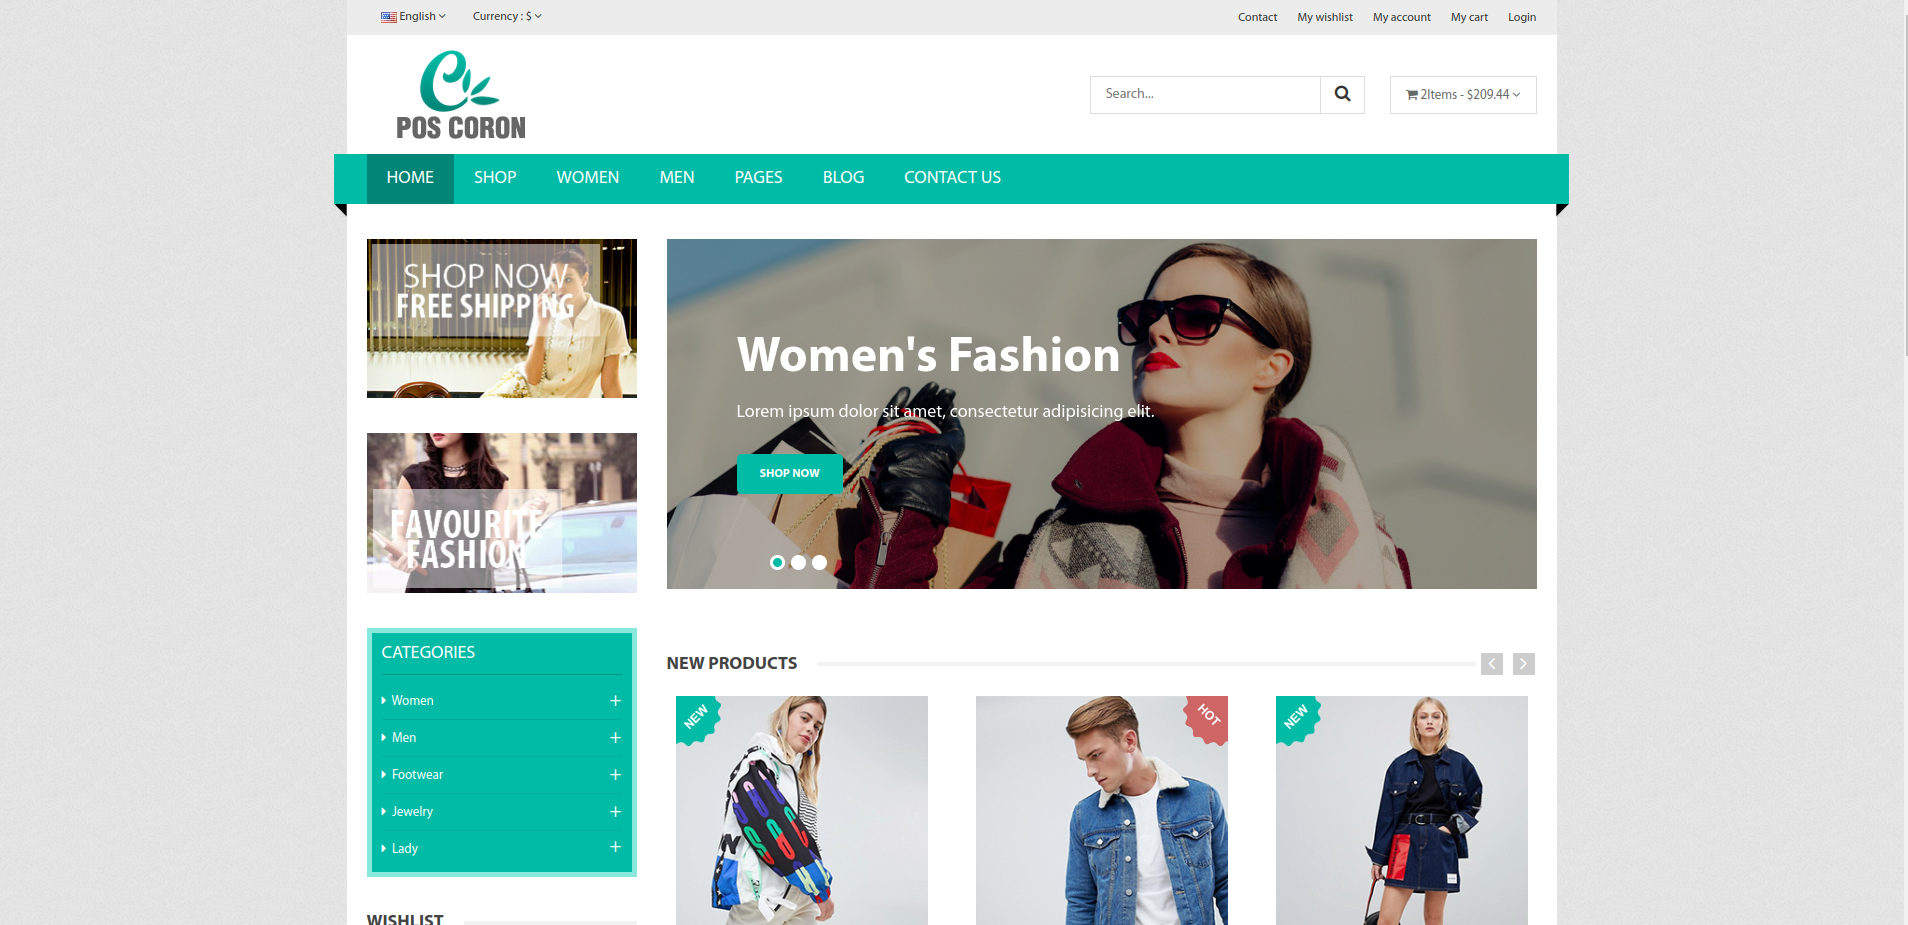 English
Currency : $
Contact
My wishlist
My account
My cart
Login
POS CORON
Search...
2Items - $209.44
HOME
SHOP
WOMEN
MEN
PAGES
BLOG
CONTACT US
SHOP NOW
FREE SHIPPING
Women's Fashion
Lorem ipsum dolor sit amet, consectetur adipisicing elit.
SHOP NOW
FAVOURITE
FASHION
CATEGORIES
Women
Men
Footwear
Jewelry
Lady
WISHLIST
NEW PRODUCTS
NEW
HOT
NEW